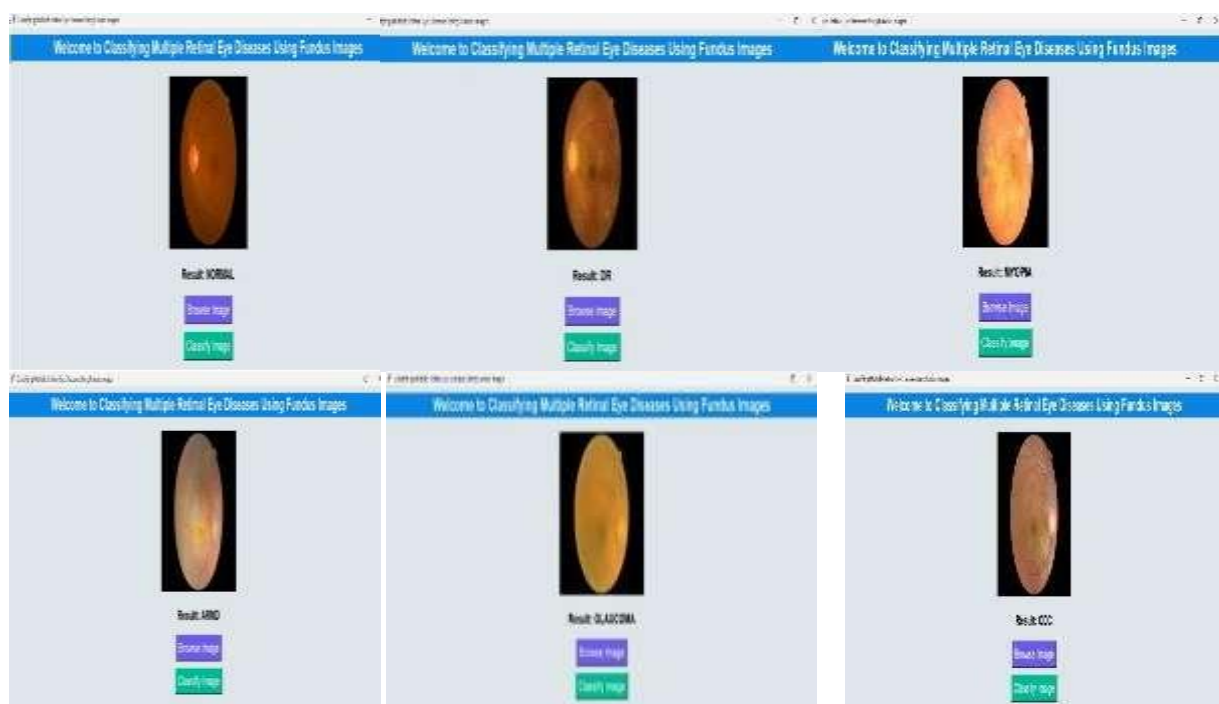 Welcome to Classifying Multiple Retinal Eye Diseases Using Fundus Images
Result: NORMAL
Browse Image
Classify Image
Welcome to Classifying Multiple Retinal Eye Diseases Using Fundus Images
Result: DR
Browse Image
Classify Image
Welcome to Classifying Multiple Retinal Eye Diseases Using Fundus Images
Result: MYOPIA
Browse Image
Classify Image
Welcome to Classifying Multiple Retinal Eye Diseases Using Fundus Images
Result: ARMD
Browse Image
Classify Image
Welcome to Classifying Multiple Retinal Eye Diseases Using Fundus Images
Result: GLAUCOMA
Browse Image
Classify Image
Welcome to Classifying Multiple Retinal Eye Diseases Using Fundus Images
Result:
Browse Image
Classify Image